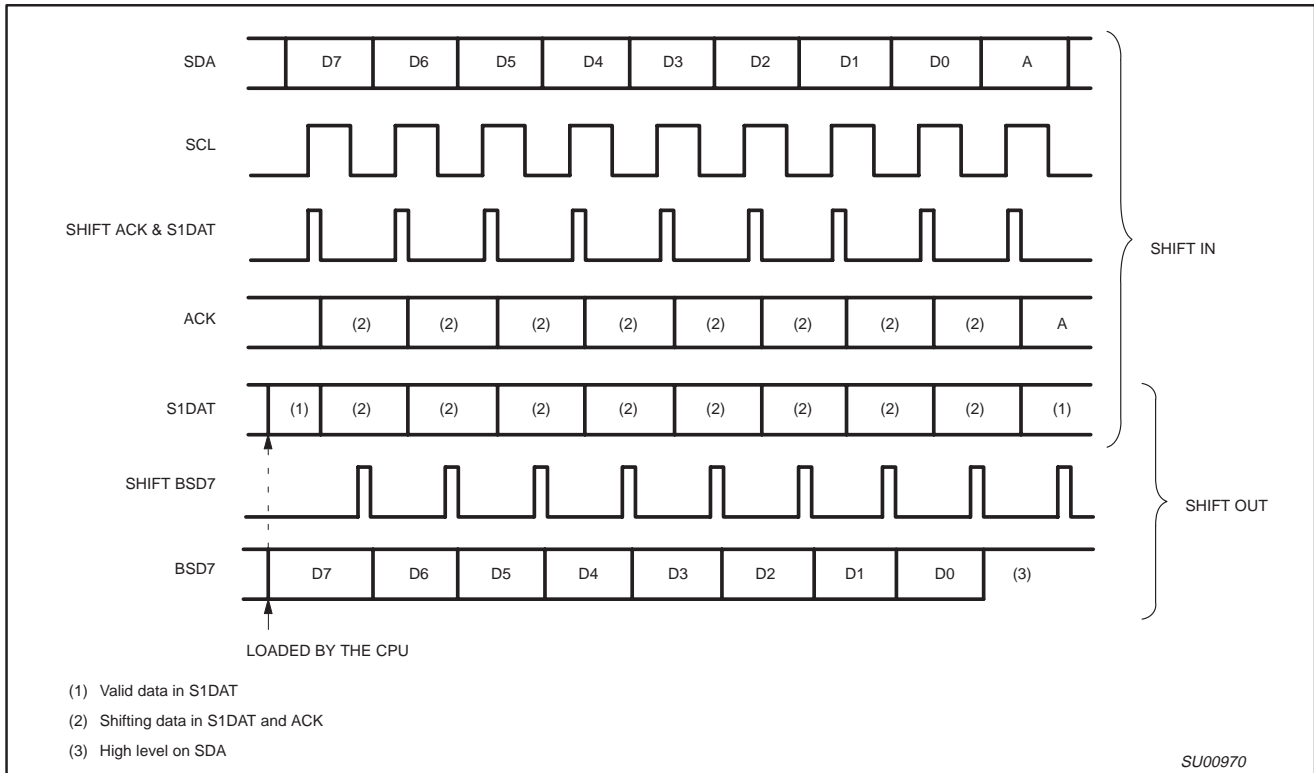 SDA D7 D6 D5 D4 D3 D2 D1 D0 A
SCL
SHIFT ACK & S1DAT
SHIFT IN
ACK (2) (2) (2) (2) (2) (2) (2) (2) A
S1DAT (1) (2) (2) (2) (2) (2) (2) (2) (2) (1)
SHIFT BSD7
SHIFT OUT
BSD7 D7 D6 D5 D4 D3 D2 D1 D0 (3)
LOADED BY THE CPU
(1) Valid data in S1DAT
(2) Shifting data in S1DAT and ACK
(3) High level on SDA
SU00970